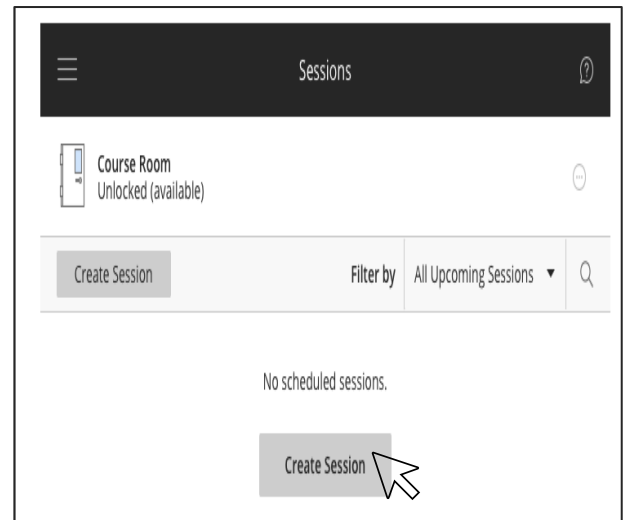 Sessions
Course Room
Unlocked (available)
Create Session
Filter by
All Upcoming Sessions
No scheduled sessions.
Create Session